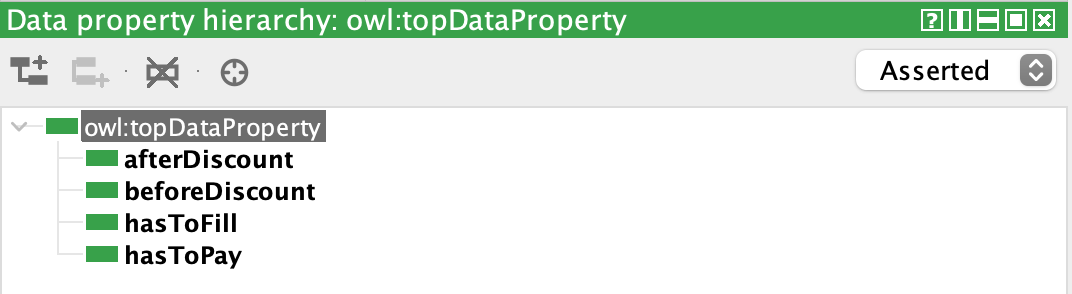 Data property hierarchy: owl:topDataProperty
Asserted
owl:topDataProperty
afterDiscount
beforeDiscount
hasToFill
hasToPay